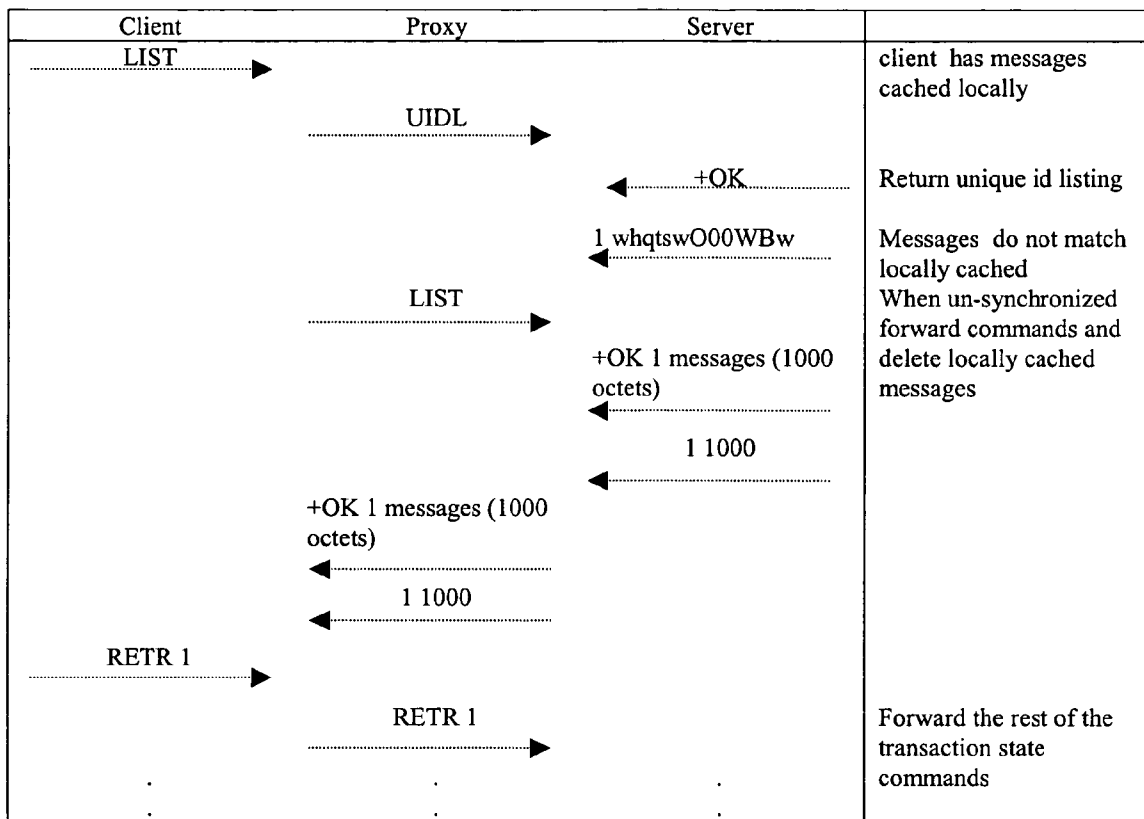 Client Proxy Server
LIST
client has messages
cached locally
UIDL
+OK
Return unique id listing
1 whqtswO00WBw
Messages do not match
locally cached
LIST
When un-synchronized
forward commands and
delete locally cached
messages
+OK 1 messages (1000
octets)
1 1000
+OK 1 messages (1000
octets)
1 1000
RETR 1
RETR 1
Forward the rest of the
transaction state
commands
. . .
. . .